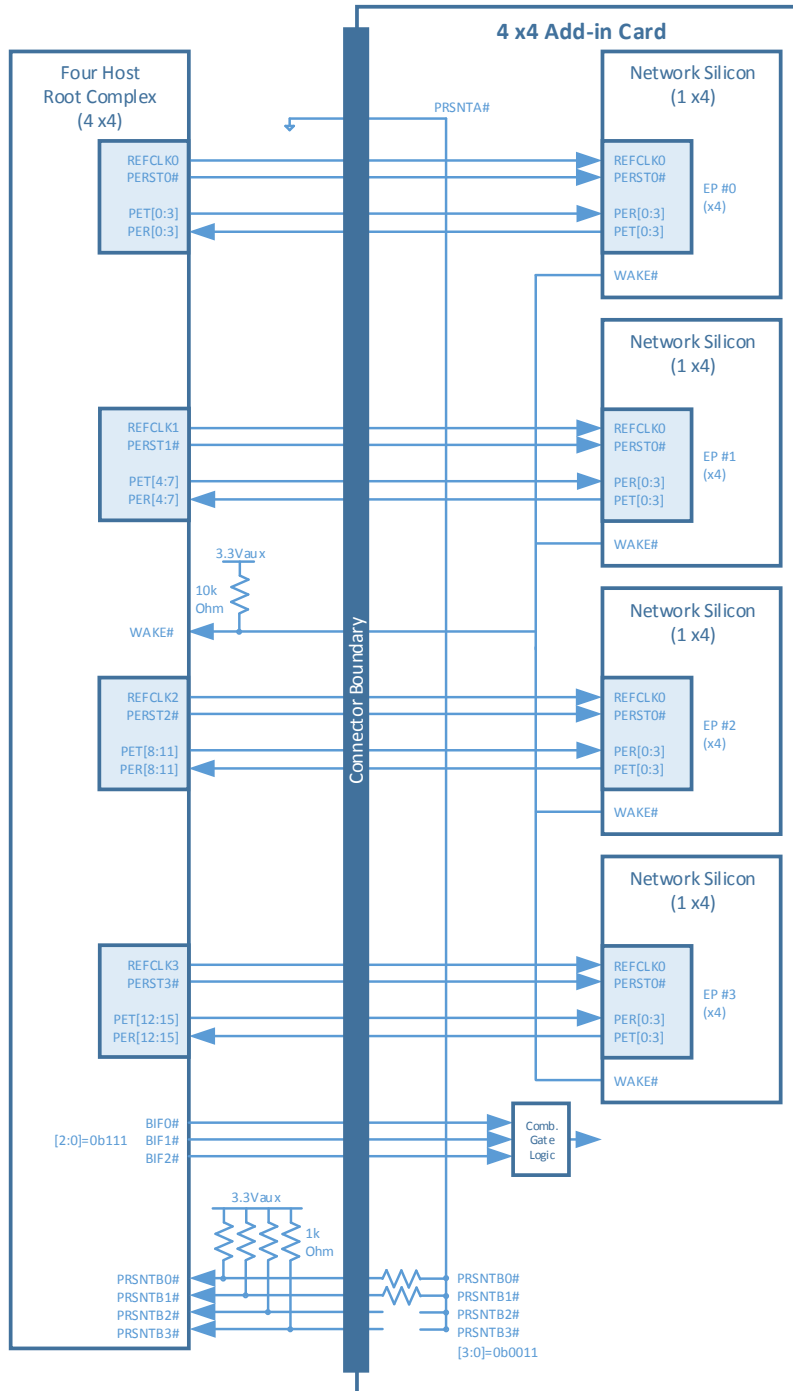 4 x4 Add-in Card
Four Host
Root Complex
(4 x4)
Network Silicon
(1 x4)
PRSNTA#
REFCLK0
PERST0#
PET[0:3]
PER[0:3]
REFCLK0
PERST0#
PER[0:3]
PET[0:3]
EP #0
(x4)
WAKE#
Network Silicon
(1 x4)
REFCLK1
PERST1#
PET[4:7]
PER[4:7]
REFCLK0
PERST0#
PER[0:3]
PET[0:3]
EP #1
(x4)
WAKE#
3.3Vaux
10k
Ohm
WAKE#
Connector Boundary
Network Silicon
(1 x4)
REFCLK2
PERST2#
PET[8:11]
PER[8:11]
REFCLK0
PERST0#
PER[0:3]
PET[0:3]
EP #2
(x4)
WAKE#
Network Silicon
(1 x4)
REFCLK3
PERST3#
PET[12:15]
PER[12:15]
REFCLK0
PERST0#
PER[0:3]
PET[0:3]
EP #3
(x4)
WAKE#
BIF0#
[2:0]=0b111 BIF1#
BIF2#
Comb.
Gate
Logic
3.3Vaux
1k
Ohm
PRSNTB0#
PRSNTB1#
PRSNTB2#
PRSNTB3#
PRSNTB0#
PRSNTB1#
PRSNTB2#
PRSNTB3#
[3:0]=0b0011